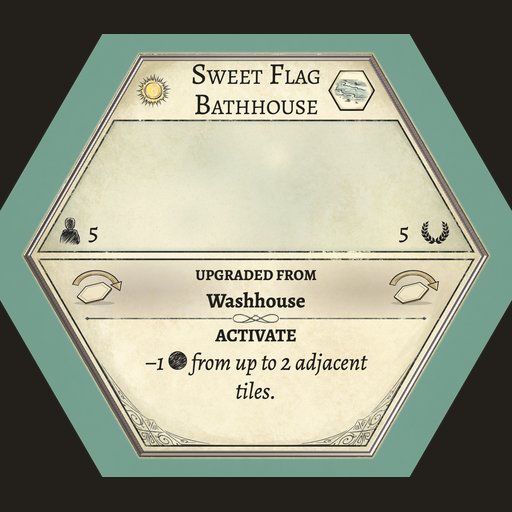 Sweet Flag
Bathhouse
5 5
UPGRADED FROM
Washhouse
ACTIVATE
–1 from up to 2 adjacent
tiles.